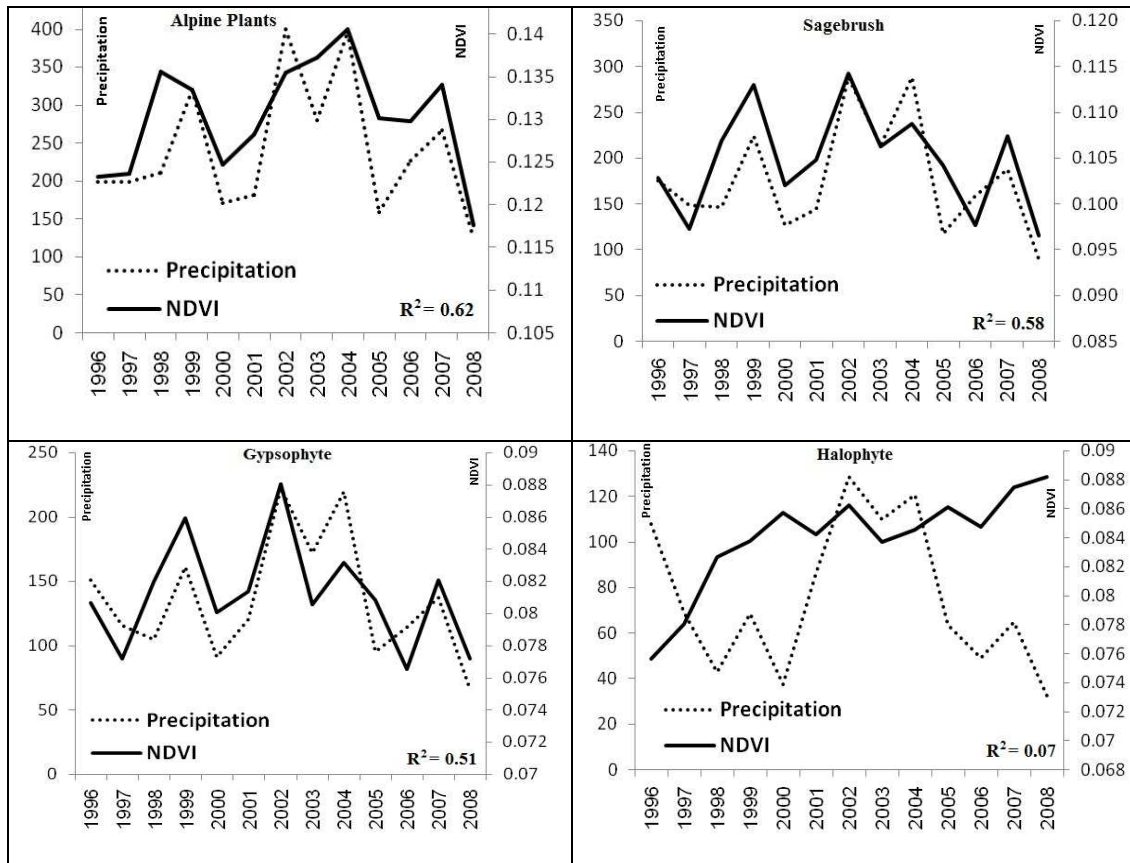 Alpine Plants
Precipitation
NDVI
400
350
300
250
200
150
100
50
0
0.14
0.135
0.13
0.125
0.12
0.115
0.11
0.105
Precipitation
NDVI
R² = 0.62
1996 1997 1998 1999 2000 2001 2002 2003 2004 2005 2006 2007 2008
Sagebrush
Precipitation
NDVI
350
300
250
200
150
100
50
0
0.120
0.115
0.110
0.105
0.100
0.095
0.090
0.085
Precipitation
NDVI
R² = 0.58
1996 1997 1998 1999 2000 2001 2002 2003 2004 2005 2006 2007 2008
Gypsophyte
Precipitation
NDVI
250
200
150
100
50
0
0.09
0.088
0.086
0.084
0.082
0.08
0.078
0.076
0.074
0.072
0.07
Precipitation
NDVI
R² = 0.51
1996 1997 1998 1999 2000 2001 2002 2003 2004 2005 2006 2007 2008
Halophyte
Precipitation
NDVI
140
120
100
80
60
40
20
0
0.09
0.088
0.086
0.084
0.082
0.08
0.078
0.076
0.074
0.072
0.07
0.068
Precipitation
NDVI
R² = 0.07
1996 1997 1998 1999 2000 2001 2002 2003 2004 2005 2006 2007 2008